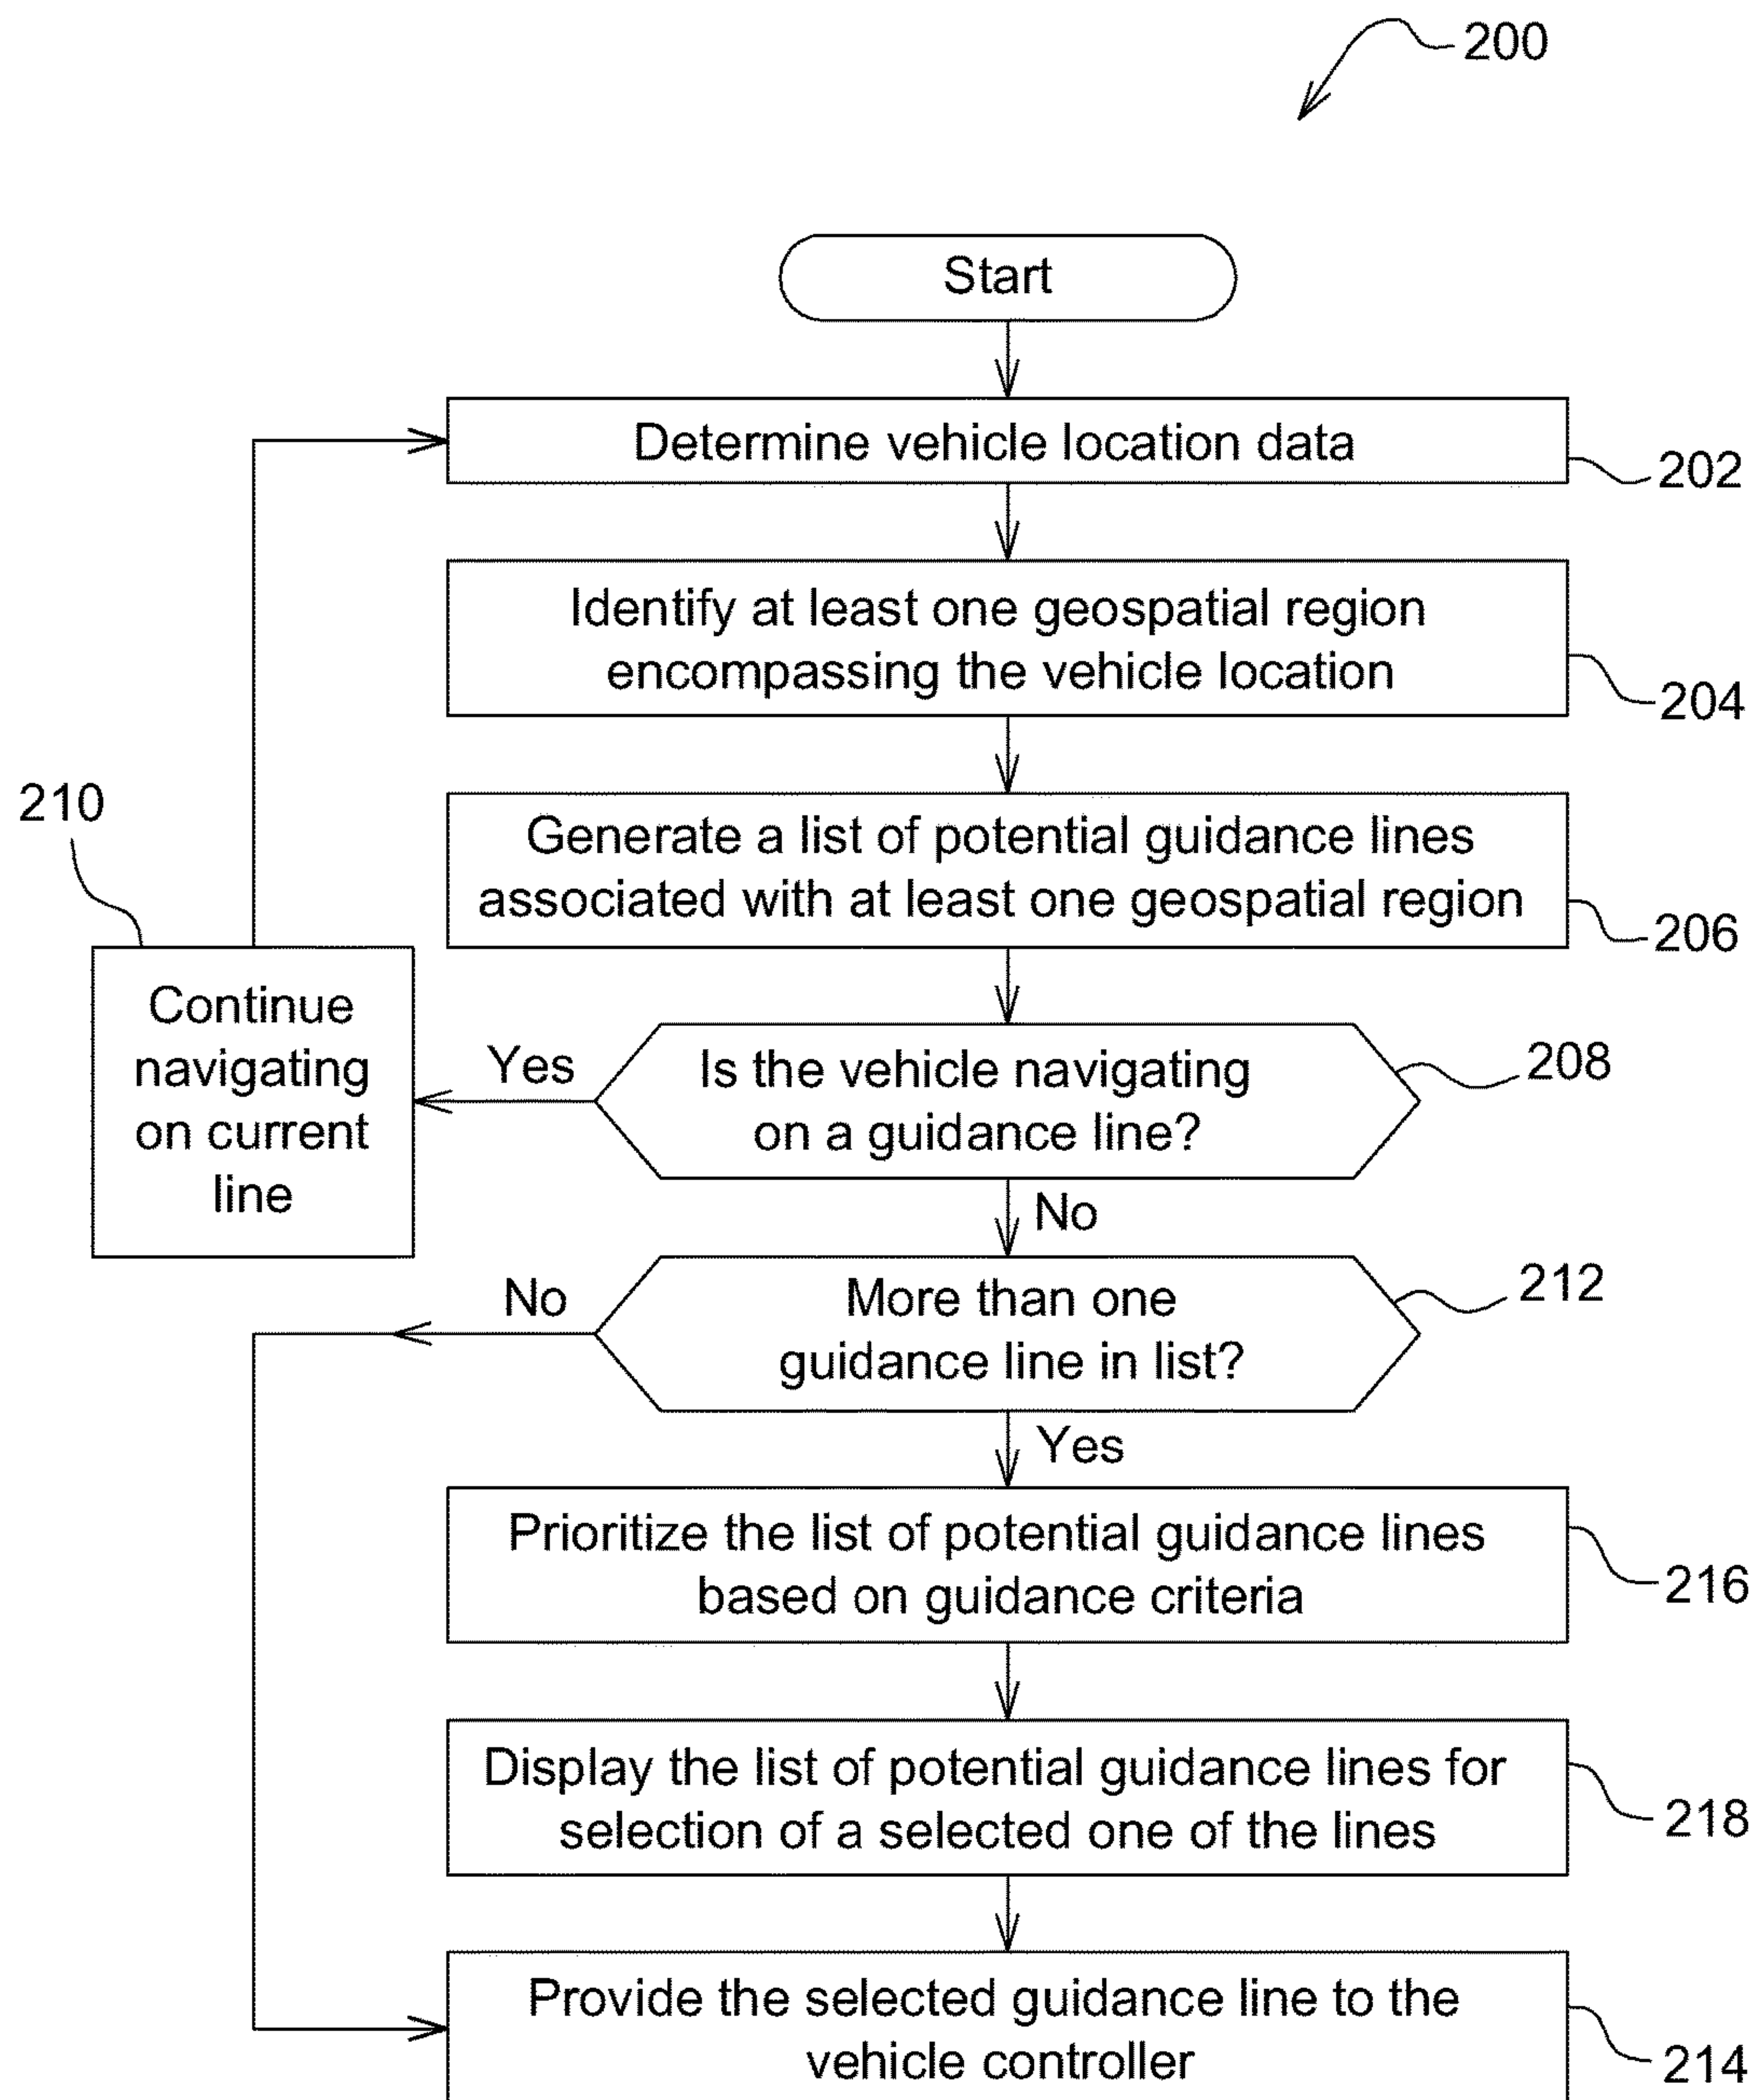 200
Start
Determine vehicle location data
202
Identify at least one geospatial region
encompassing the vehicle location
204
210
Generate a list of potential guidance lines
associated with at least one geospatial region
206
Continue
navigating
on current
line
Yes
Is the vehicle navigating
on a guidance line?
208
No
No
More than one
guidance line in list?
212
Yes
Prioritize the list of potential guidance lines
based on guidance criteria
216
Display the list of potential guidance lines for
selection of a selected one of the lines
218
Provide the selected guidance line to the
vehicle controller
214